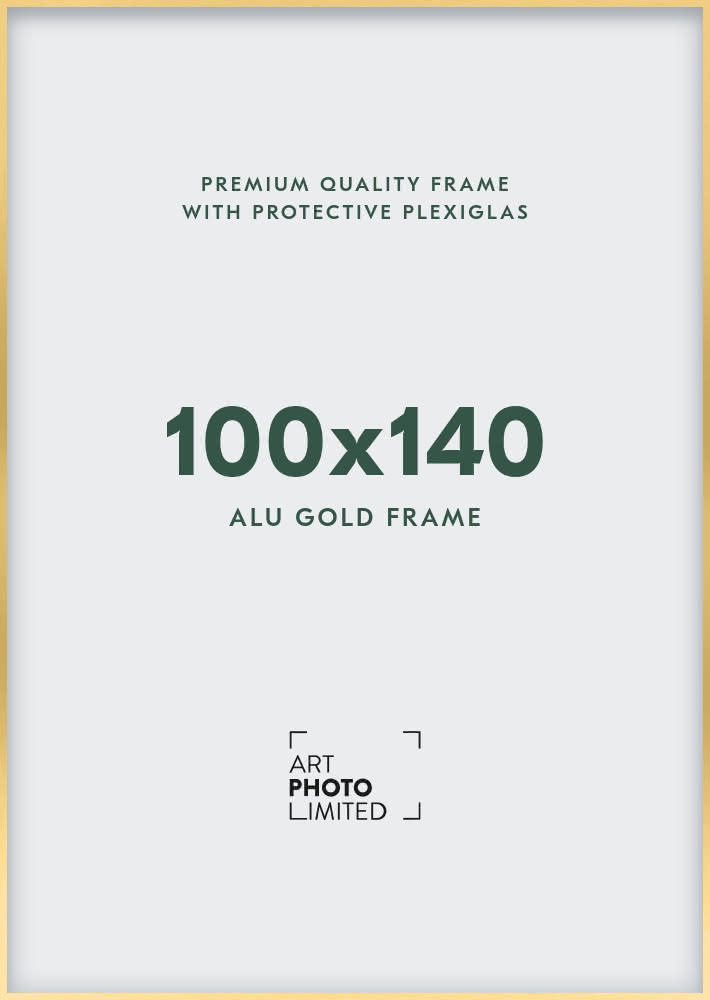 PREMIUM QUALITY FRAME
WITH PROTECTIVE PLEXIGLAS
100x140
ALU GOLD FRAME
ART
PHOTO
LIMITED